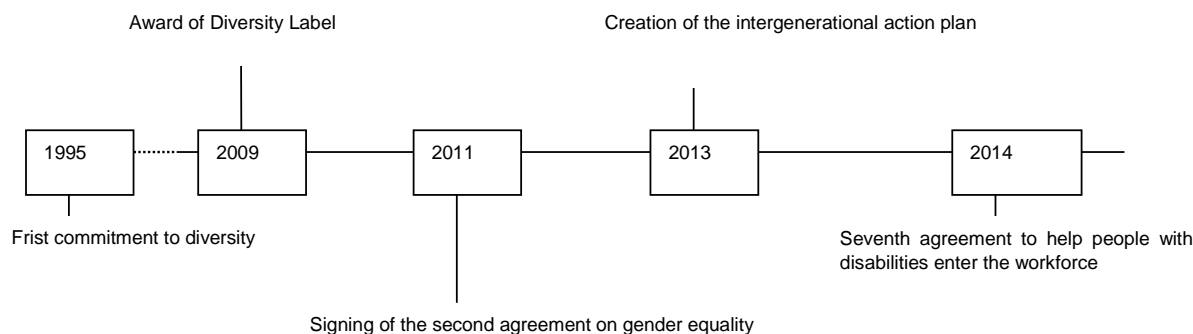 Award of Diversity Label
Creation of the intergenerational action plan
1995
2009
2011
2013
2014
Frist commitment to diversity
Seventh agreement to help people with
disabilities enter the workforce
Signing of the second agreement on gender equality